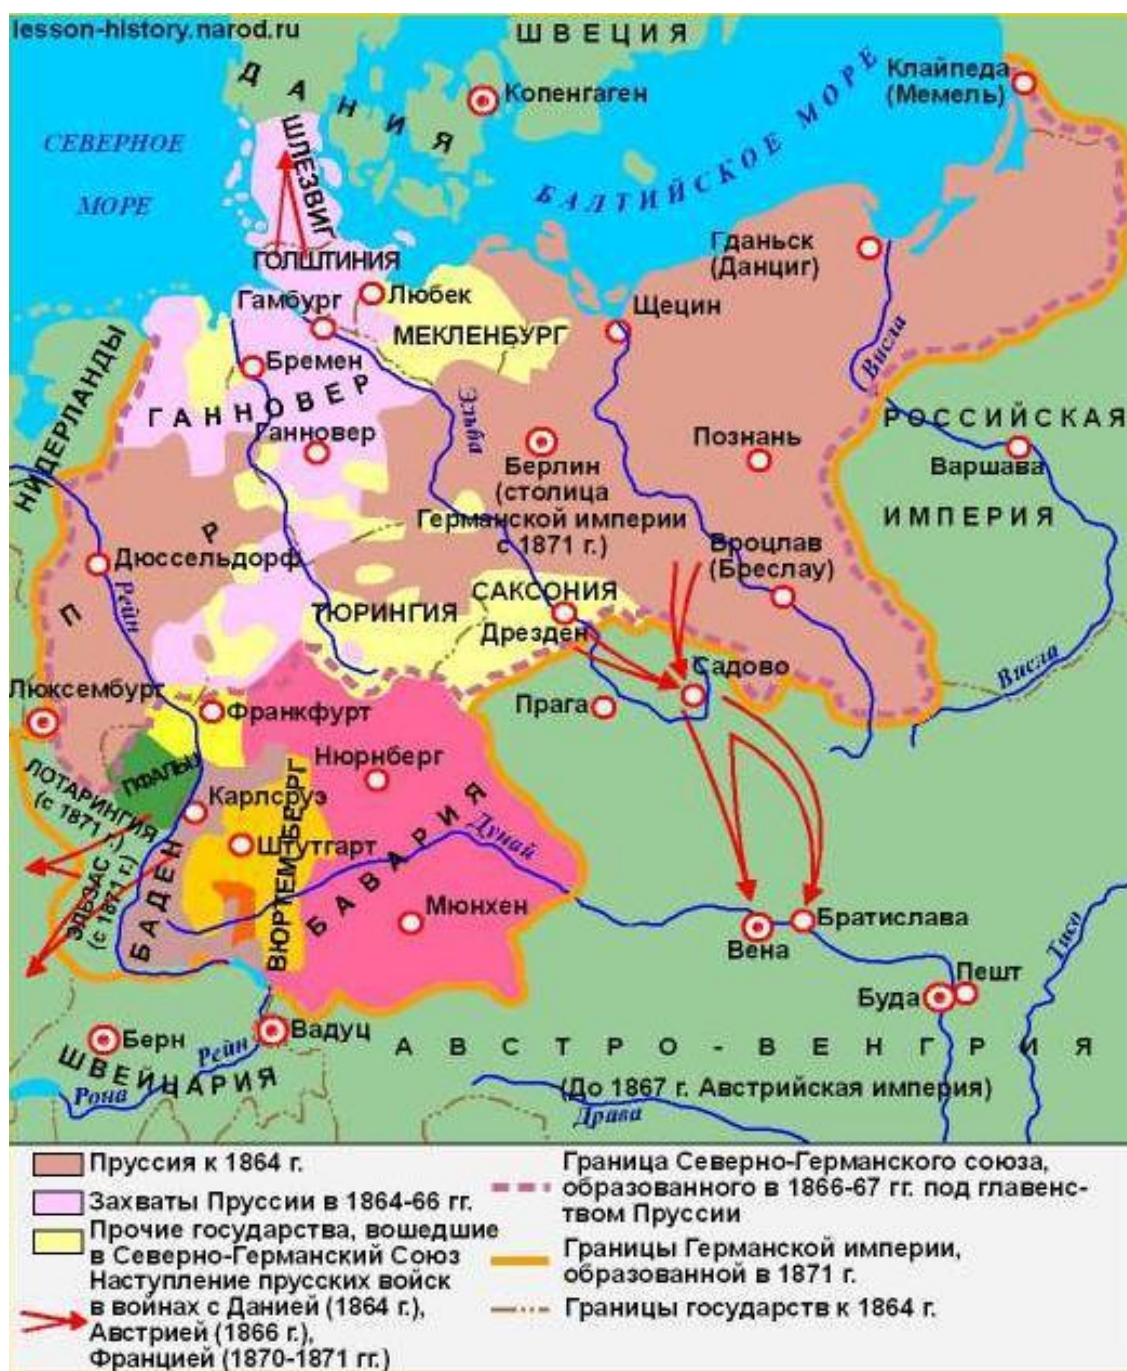 lesson-history.narod.ru
ШВЕЦИЯ
ДАНИЯ
Копенгаген
Клайпеда
(Мемель)
СЕВЕРНОЕ
МОРЕ
БАЛТИЙСКОЕ МОРЕ
ШЛЕЗВИГ
ГОЛШТИНИЯ
Гданьск
(Данциг)
Гамбург
Любек
Щецин
МЕКЛЕНБУРГ
Бремен
НИДЕРЛАНДЫ
ГАННОВЕР
Ганновер
Эльба
Висла
РОССИЙСКАЯ
ИМПЕРИЯ
Варшава
Познань
Берлин
(столица
Германской империи
с 1871 г.)
Вроцлав
(Бреслау)
П Р
Дюссельдорф
Рейн
ТЮРИНГИЯ
САКСОНИЯ
Дрезден
Садово
Висла
Прага
Люксембург
Франкфурт
Нюрнберг
ПФАЛЬЦ
ЛОТАРИНГИЯ
(с 1871 г.)
Карлсруэ
Штутгарт
ЭЛЬЗАС
(с 1871 г.)
БАДЕН
ВЮРТЕМБЕРГ
БАВАРИЯ
Дунай
Мюнхен
Вена
Братислава
Тисо
Буда
Пешт
Берн
Вадуц
Рейн
ШВЕЙЦАРИЯ
Рона
АВСТРО-ВЕНГРИЯ
(До 1867 г. Австрийская империя)
Драва
Пруссия к 1864 г.
Захваты Пруссии в 1864-66 гг.
Прочие государства, вошедшие
в Северно-Германский Союз
Наступление прусских войск
в войнах с Данией (1864 г.),
Австрией (1866 г.),
Францией (1870-1871 гг.)
Граница Северно-Германского союза,
образованного в 1866-67 гг. под главенс-
твом Пруссии
Границы Германской империи,
образованной в 1871 г.
Границы государств к 1864 г.